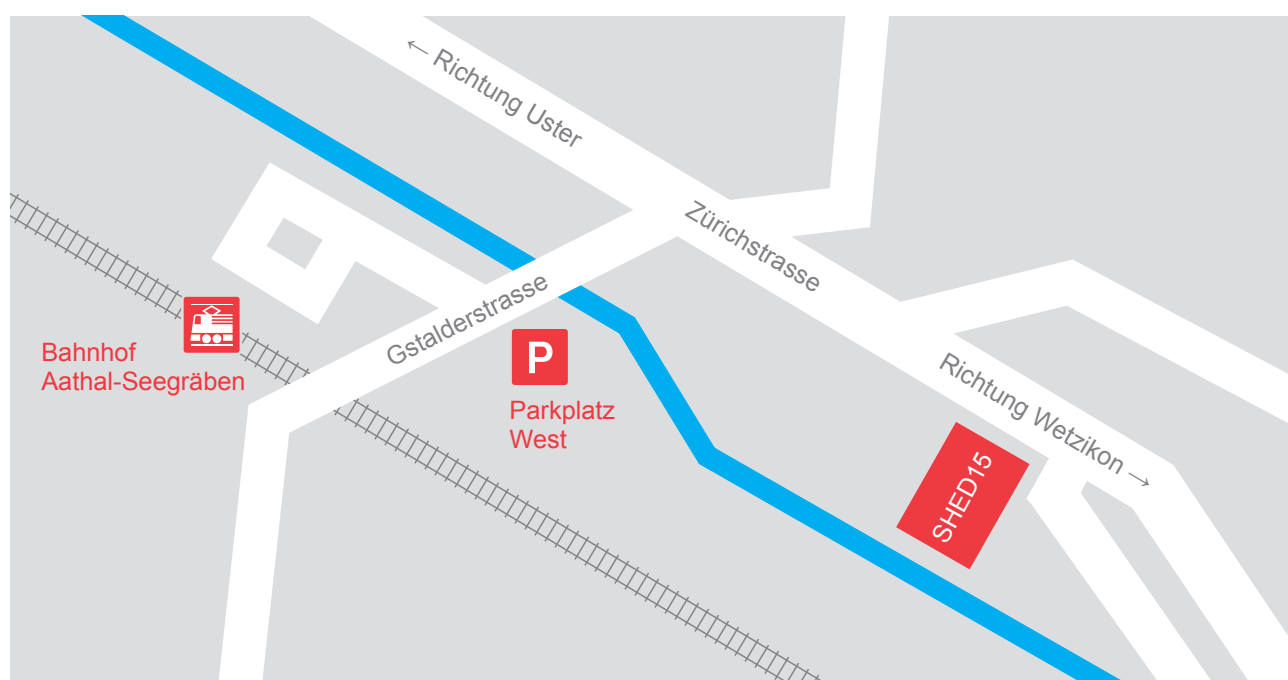 ← Richtung Uster
Zürichstrasse
Gstalderstrasse
Bahnhof
Aathal-Seegräben
P
Parkplatz
West
Richtung Wetzikon →
SHED15